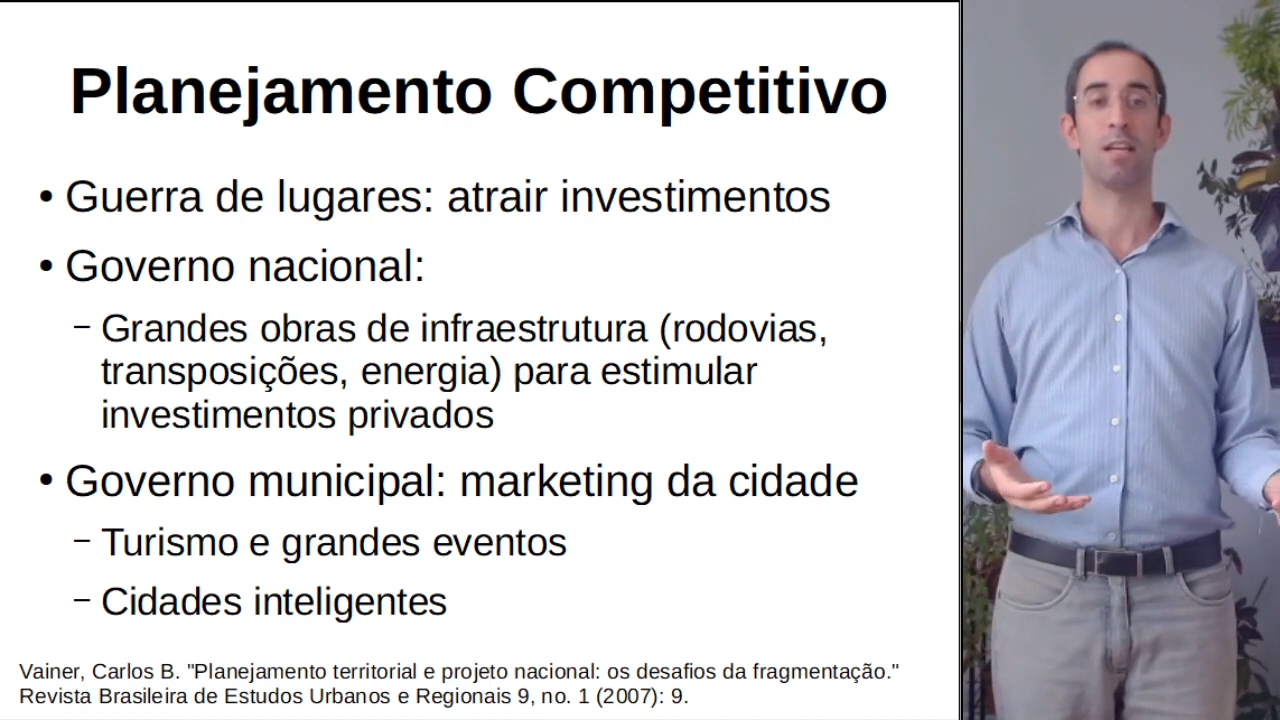 Planejamento Competitivo
• Guerra de lugares: atrair investimentos
• Governo nacional:
– Grandes obras de infraestrutura (rodovias,
transposições, energia) para estimular
investimentos privados
• Governo municipal: marketing da cidade
– Turismo e grandes eventos
– Cidades inteligentes
Vainer, Carlos B. "Planejamento territorial e projeto nacional: os desafios da fragmentação."
Revista Brasileira de Estudos Urbanos e Regionais 9, no. 1 (2007): 9.